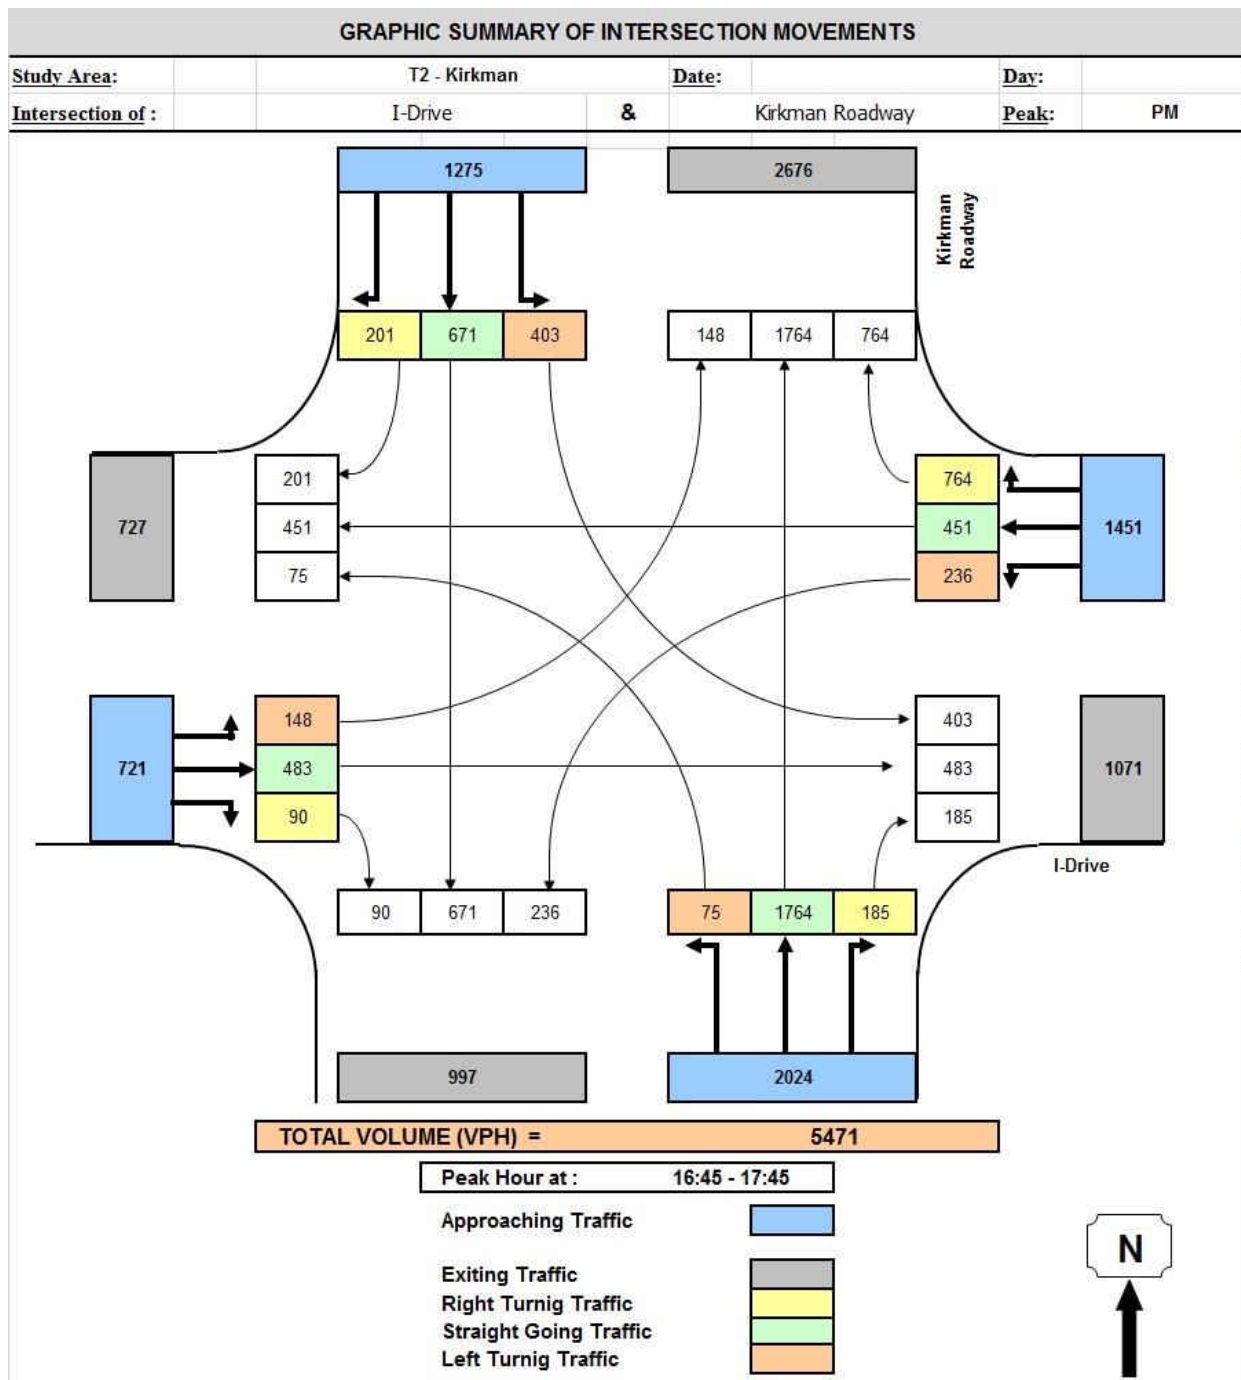 GRAPHIC SUMMARY OF INTERSECTION MOVEMENTS
Study Area: T2 - Kirkman Date: Day:
Intersection of : I-Drive & Kirkman Roadway Peak: PM
1275 2676
Kirkman
Roadway
201 671 403 148 1764 764
201 764
727 451 451 1451
75 236
148 403
721 483 483 1071
90 185
I-Drive
90 671 236 75 1764 185
997 2024
TOTAL VOLUME (VPH) = 5471
Peak Hour at : 16:45 - 17:45
Approaching Traffic
Exiting Traffic
Right Turnig Traffic
Straight Going Traffic
Left Turnig Traffic
N